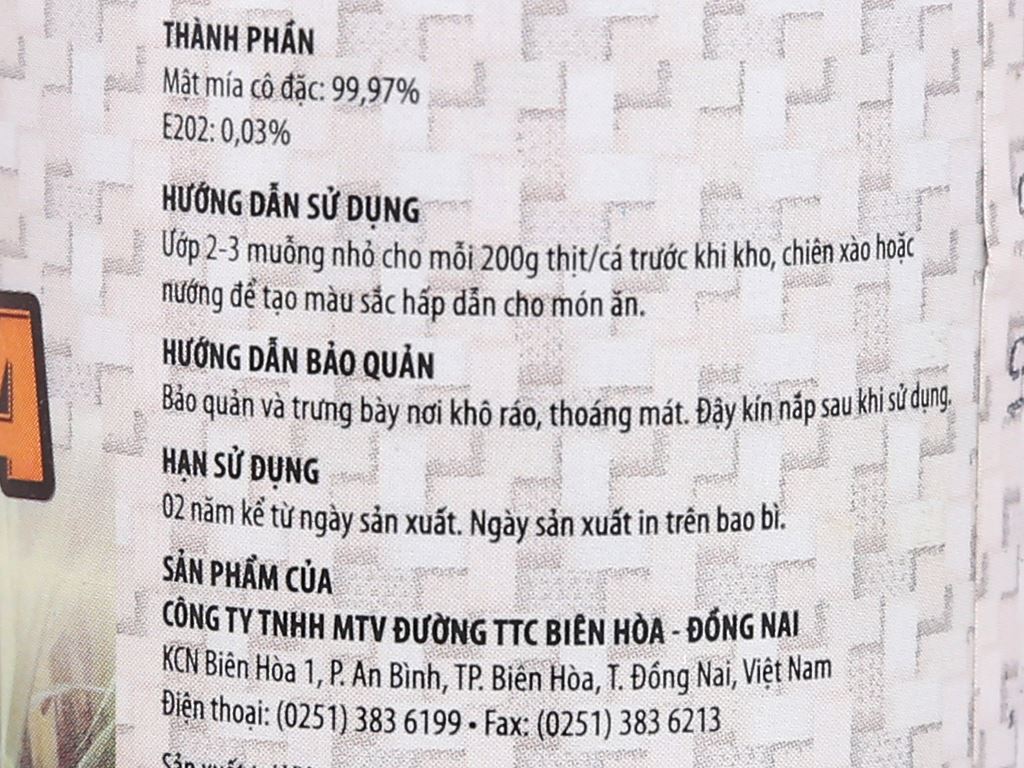 THÀNH PHẦN
Mật mía cô đặc: 99,97%
E202: 0,03%
HƯỚNG DẪN SỬ DỤNG
Ướp 2-3 muỗng nhỏ cho mỗi 200g thịt/cá trước khi kho, chiên xào hoặc
nướng để tạo màu sắc hấp dẫn cho món ăn.
HƯỚNG DẪN BẢO QUẢN
Bảo quản và trưng bày nơi khô ráo, thoáng mát. Đậy kín nắp sau khi sử dụng.
HẠN SỬ DỤNG
02 năm kể từ ngày sản xuất. Ngày sản xuất in trên bao bì.
SẢN PHẨM CỦA
CÔNG TY TNHH MTV ĐƯỜNG TTC BIÊN HÒA - ĐỒNG NAI
KCN Biên Hòa 1, P. An Bình, TP. Biên Hòa, T. Đồng Nai, Việt Nam
Điện thoại: (0251) 383 6199 • Fax: (0251) 383 6213
A